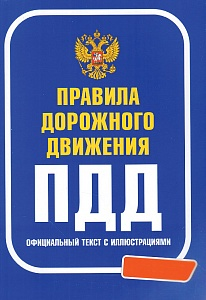 ПРАВИЛА
ДОРОЖНОГО
ДВИЖЕНИЯ
ПДД
ОФИЦИАЛЬНЫЙ ТЕКСТ С ИЛЛЮСТРАЦИЯМИ